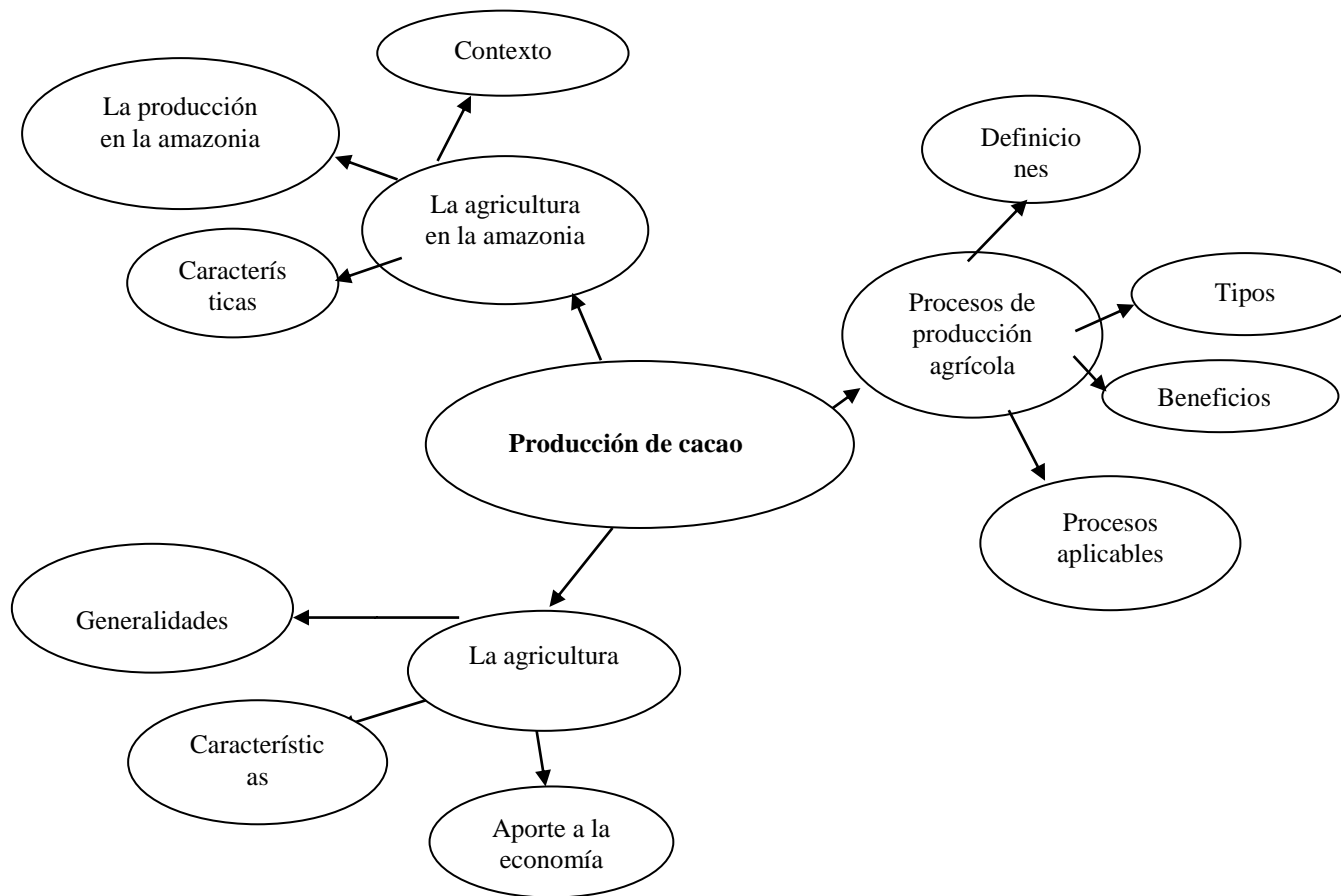 Contexto
La producción
en la amazonia
Definicio
nes
La agricultura
en la amazonia
Caracterís
ticas
Tipos
Procesos de
producción
agrícola
Beneficios
Producción de cacao
Procesos
aplicables
Generalidades
La agricultura
Característic
as
Aporte a la
economía